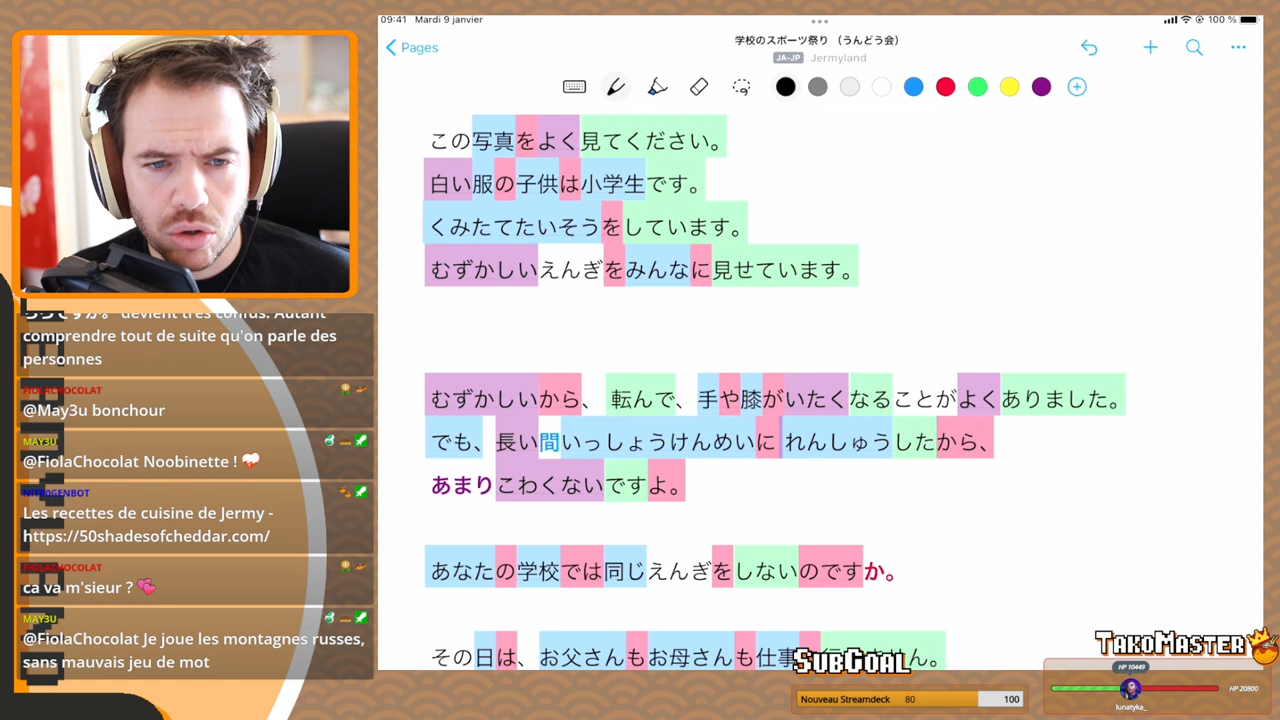 09:41 Mardi 9 janvier
100 %
Pages
学校のスポーツ祭り （うんどう会）
JA-JP Jermyland
この写真をよく見てください。
白い服の子供は小学生です。
くみたてたいそうをしています。
むずかしいえんぎをみんなに見せています。
むずかしいから、 転んで、手や膝がいたくなることがよくありました。
でも、長い間いっしょうけんめいに れんしゅうしたから、
あまりこわくないですよ。
あなたの学校では同じえんぎをしないのですか。
その日は、お父さんもお母さんも仕事
ん。
devient très confus. Autant
comprendre tout de suite qu'on parle des
personnes
FIOLACHOCOLAT
@May3u bonchour
MAY3U
@FiolaChocolat Noobinette !
NITR0GENBOT
Les recettes de cuisine de Jermy -
https://50shadesofcheddar.com/
FIOLACHOCOLAT
ca va m'sieur ?
MAY3U
@FiolaChocolat Je joue les montagnes russes,
sans mauvais jeu de mot
SUBGOAL
Nouveau Streamdeck 80 100
TAKOMASTER
HP 10449
HP 20800
lunatyka_